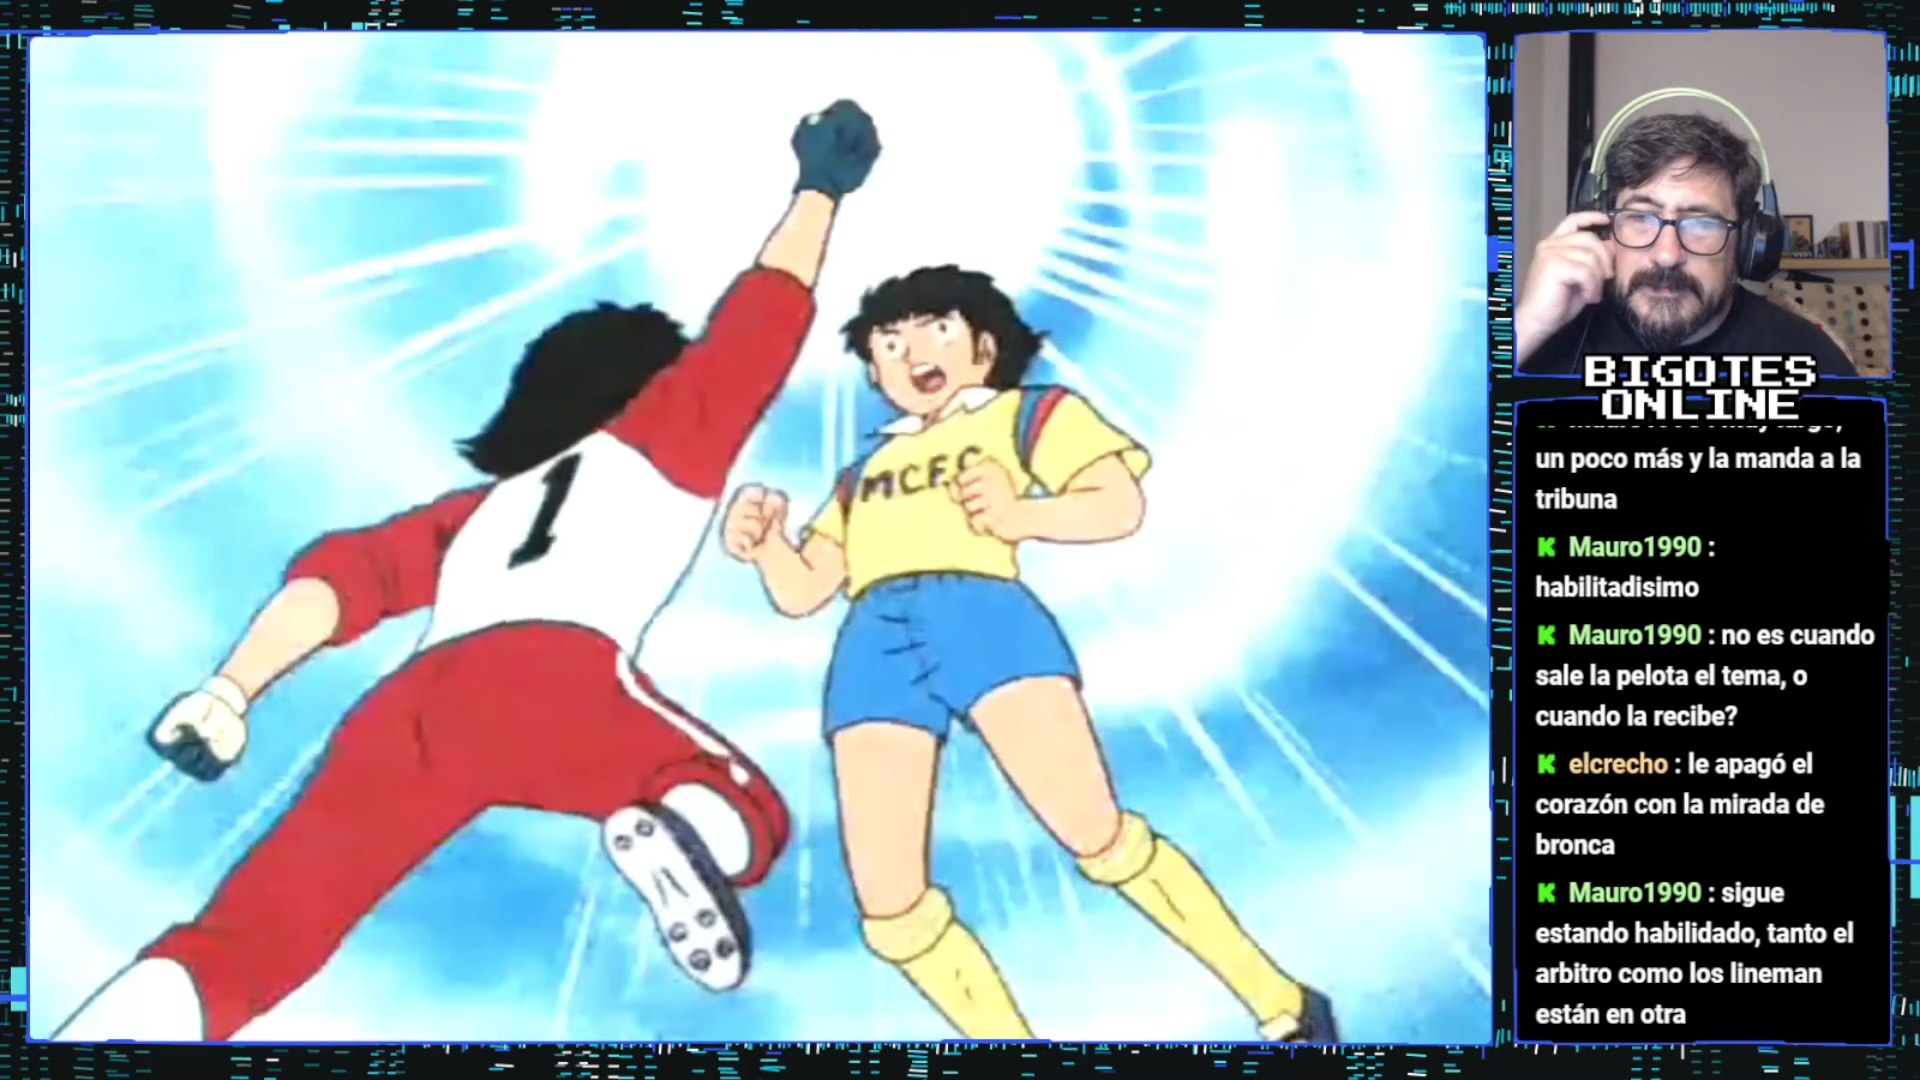 1
MCF
BIGOTES
ONLINE
un poco más y la manda a la
tribuna
Mauro1990 :
habilitadisimo
Mauro1990 : no es cuando
sale la pelota el tema, o
cuando la recibe?
elcrecho : le apagó el
corazón con la mirada de
bronca
Mauro1990 : sigue
estando habilidado, tanto el
arbitro como los lineman
están en otra